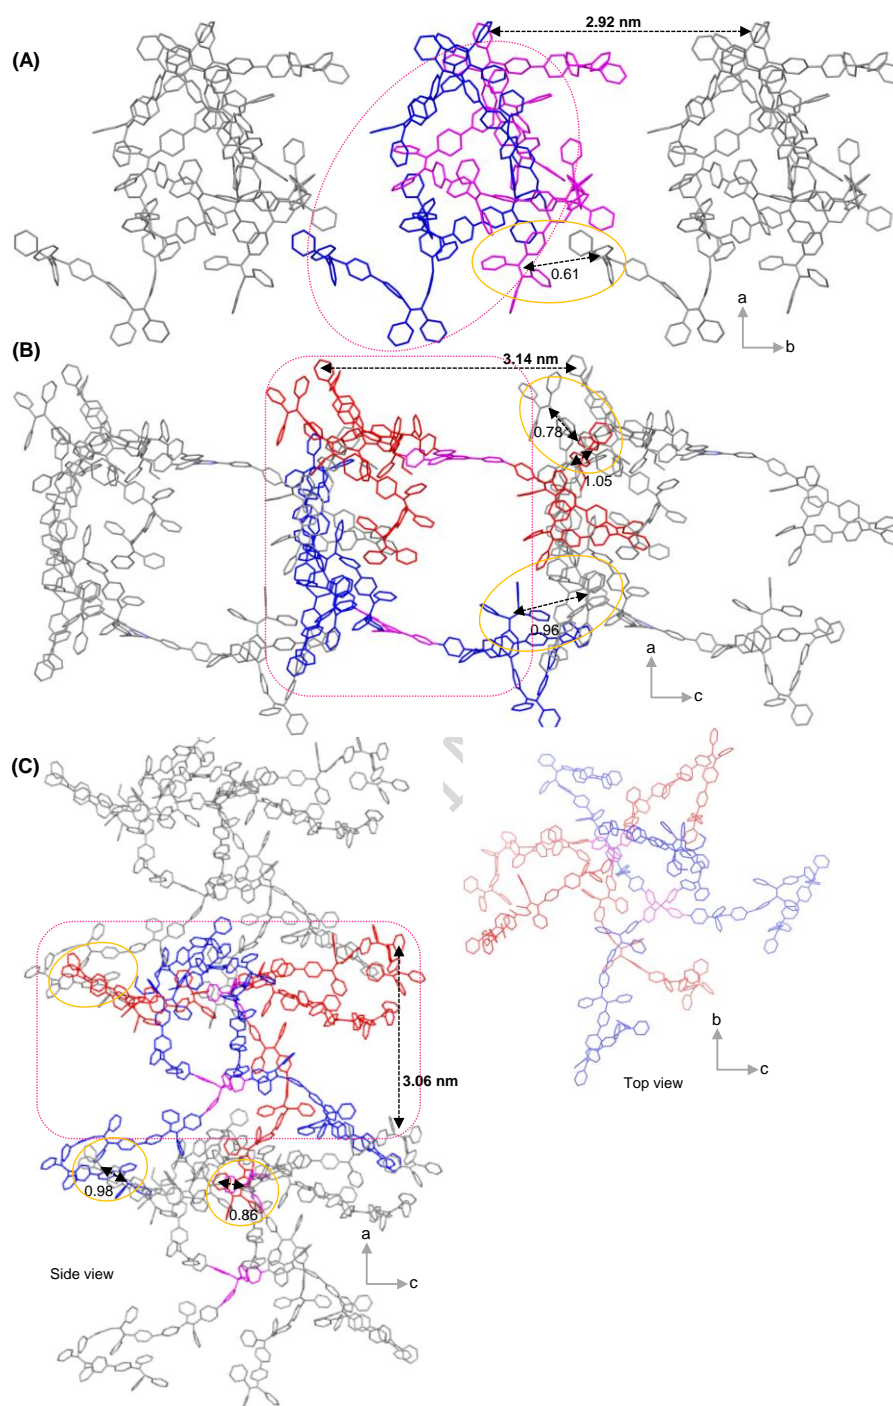 2.92 nm
(A)
0.61
a
b
(B)
3.14 nm
0.78
1.05
0.96
a
c
(C)
3.06 nm
0.98
0.86
a
c
Side view
b
c
Top view